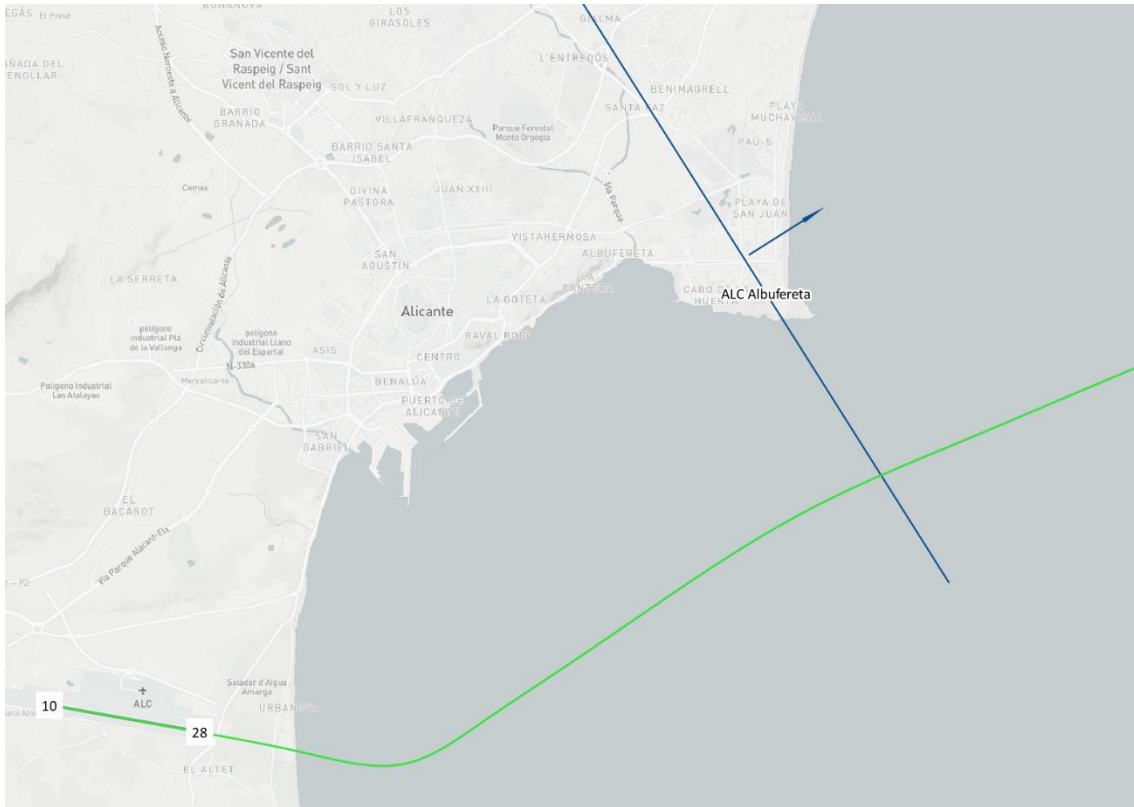 BONANOVA
LOS
GIRASOLES
GIALMA
El Pinar
CAÑADA DEL
FENOLLAR
Acceso Noroeste a Alicante
San Vicente del
Raspeig / Sant
Vicent del Raspeig
SOL Y LUZ
L'ENTREDOS
BENIMAGRELL
SANTA FAZ
PLAYA
MUCHAVISTA
BARRIO
GRANADA
VILLAFRANQUEZA
Parque Forestal
Monte Orgegia
PAU-5
BARRIO SANTA
ISABEL
Cemex
DIVINA
PASTORA
JUAN XXIII
Vía Parque
PLAYA DE
SAN JUAN
VISTAHERMOSA
SAN
AGUSTÍN
ALBUFERETA
LA SERRETA
Circunvalación de Alicante
LA
CANTERA
CABO DE
HUERTA
ALC Albufereta
LA GOTETA
Alicante
polígono
industrial Pla
de la Vallonga
polígono
industrial Llano
del Espartal
RAVAL ROIG
ASIS
CENTRO
N-330a
Mercalicante
BENALÚA
Polígono Industrial
Las Atalayas
PUERTO DE
ALICANTE
SAN
GABRIEL
EL
BACAROT
Vía Parque Alacant-Elx
P2
Saladar d'Aigua
Amarga
10
ALC
URBANOVA
28
EL ALTET